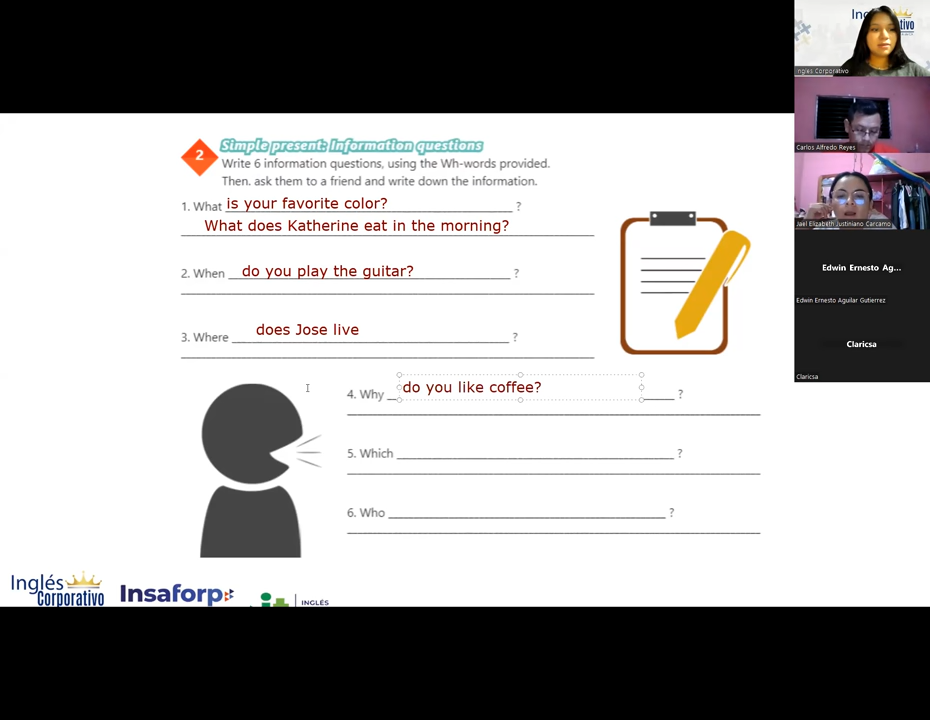 Simple present: Information questions
2
Write 6 information questions, using the Wh-words provided.
Then. ask them to a friend and write down the information.
1. What is your favorite color? ?
What does Katherine eat in the morning?
2. When do you play the guitar? ?
3. Where does Jose live ?
4. Why do you like coffee? ?
5. Which ?
6. Who ?
Inglés
Corporativo
Insaforp
INGLÉS
Inglés Corporativo
Carlos Alfredo Reyes
Jael Elizabeth Justiniano Carcamo
Edwin Ernesto Ag...
Edwin Ernesto Aguilar Gutierrez
Claricsa
Claricsa